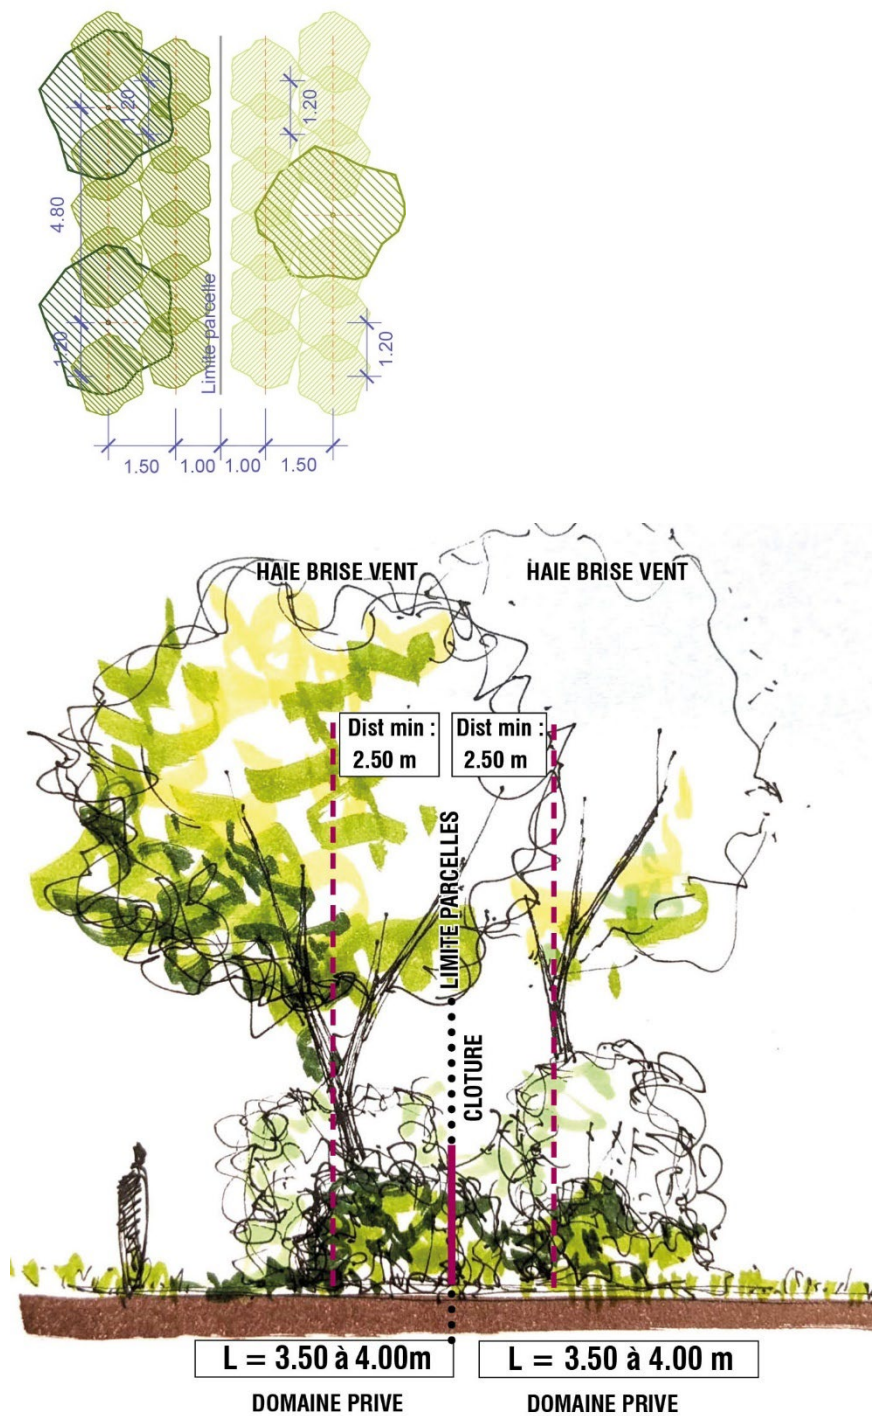 1.20
1.20
4.80
1.20
1.20
Limite parcelle
1.50
1.00
1.00
1.50
HAIE BRISE VENT
HAIE BRISE VENT
Dist min :
2.50 m
Dist min :
2.50 m
LIMITE PARCELLES
CLOTURE
L = 3.50 à 4.00m
L = 3.50 à 4.00 m
DOMAINE PRIVE
DOMAINE PRIVE